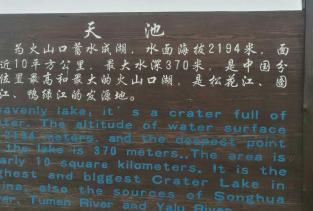 天池
为火山口蓄水成湖，水面海拔2194米，面
近10平方公里，最大水深370米，是中国分
位置最高和最大的火山口湖，是松花江、图
江、鸭绿江的发源地。
eavenly lake, it's a crater full of
ter. The altitude of water surface
2194 meters. and the deepest point
the lake is 370 meters..The area is
arly 10 square kilometers. It is the
ghest and biggest Crater Lake in
ina, also the sources of Songhua
ver, Tumen River and Yalu River